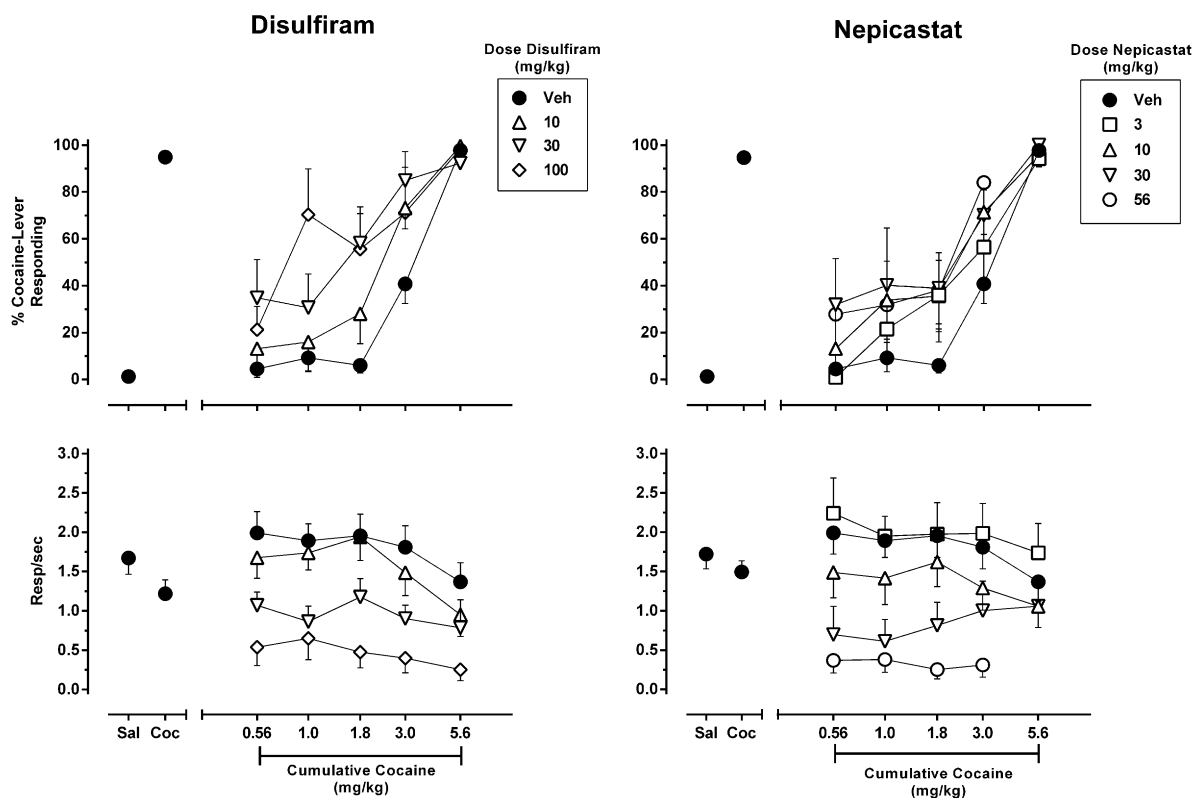 Disulfiram
Dose Disulfiram
(mg/kg)
Veh
10
30
100
% Cocaine-Lever
Responding
100
80
60
40
20
0
Resp/sec
3.0
2.5
2.0
1.5
1.0
0.5
0.0
Sal Coc 0.56 1.0 1.8 3.0 5.6
Cumulative Cocaine
(mg/kg)
Nepicastat
Dose Nepicastat
(mg/kg)
Veh
3
10
30
56
100
80
60
40
20
0
3.0
2.5
2.0
1.5
1.0
0.5
0.0
Sal Coc 0.56 1.0 1.8 3.0 5.6
Cumulative Cocaine
(mg/kg)